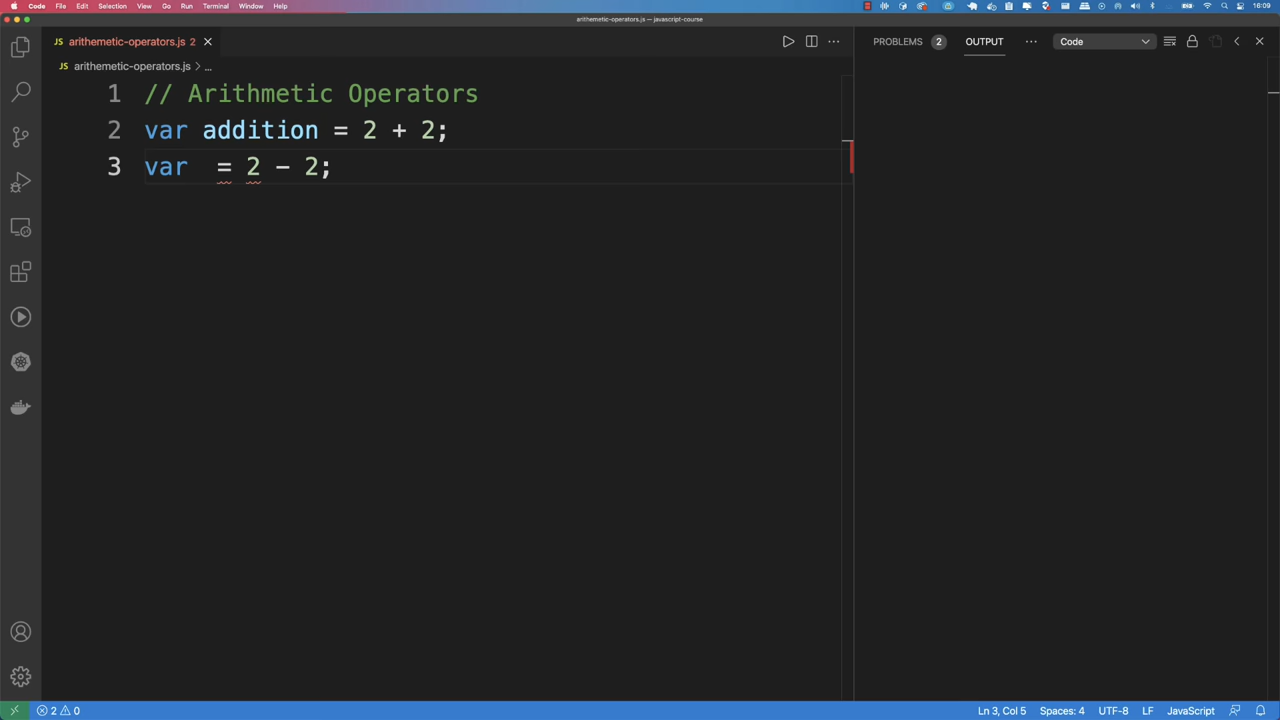 Code File Edit Selection View Go Run Terminal Window Help 16:09
arithemetic-operators.js — javascript-course
JS arithemetic-operators.js 2
PROBLEMS 2 OUTPUT ... Code
JS arithemetic-operators.js > ...
1 // Arithmetic Operators
2 var addition = 2 + 2;
3 var  = 2 - 2;
2 0 Ln 3, Col 5 Spaces: 4 UTF-8 LF JavaScript